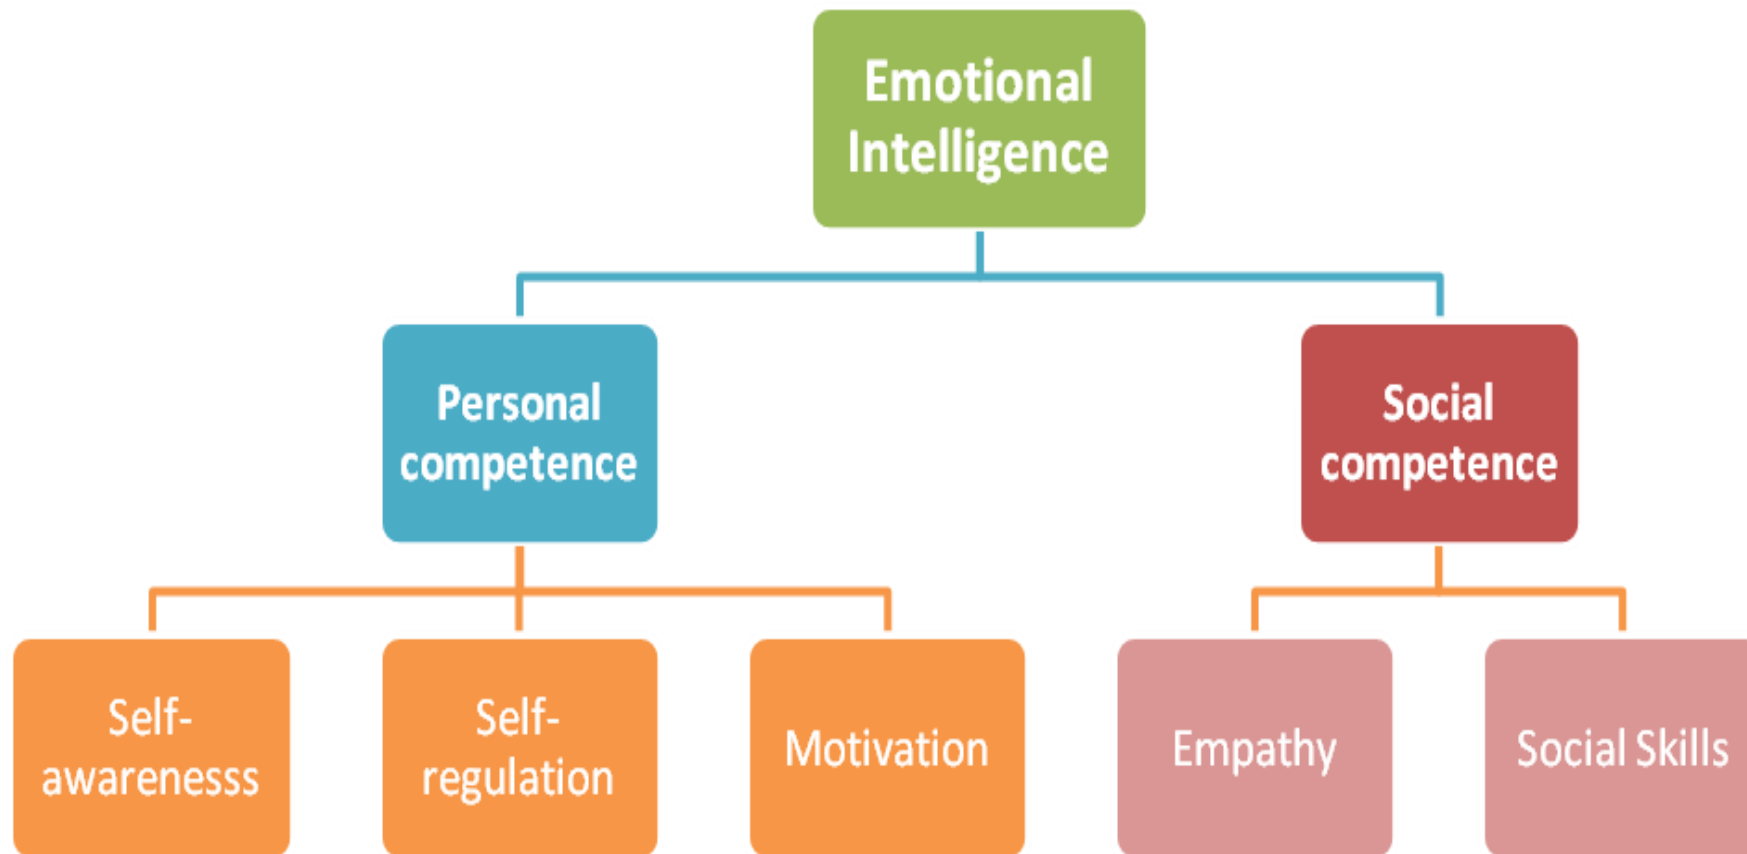 Emotional
Intelligence
Personal
competence
Social
competence
Self-
awarenesss
Self-
regulation
Motivation
Empathy
Social Skills